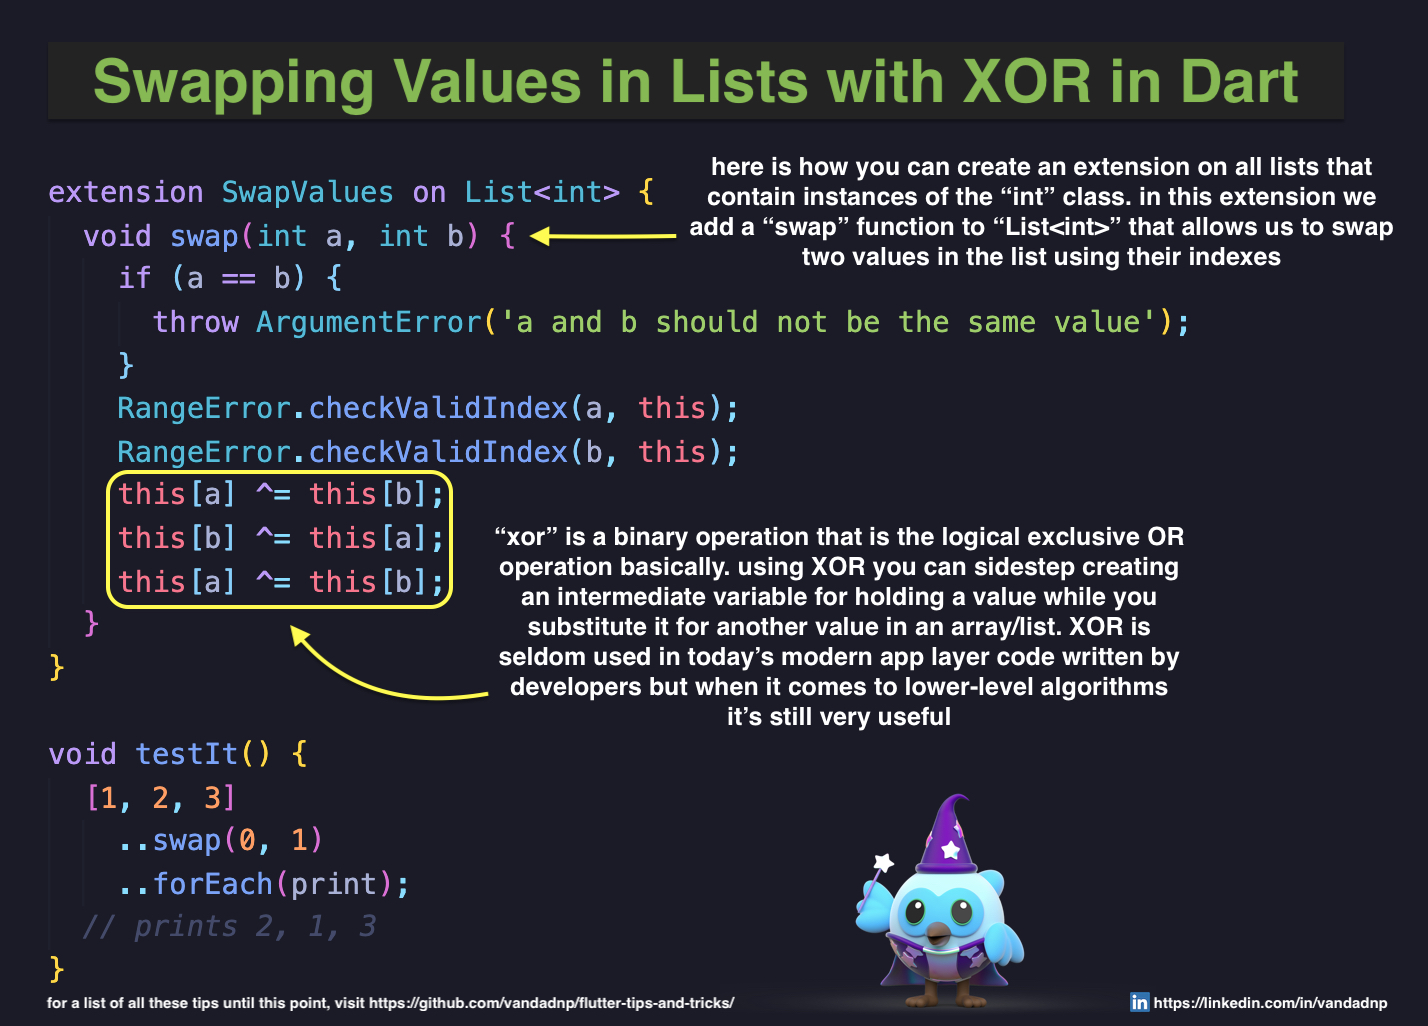 Swapping Values in Lists with XOR in Dart
here is how you can create an extension on all lists that
contain instances of the “int” class. in this extension we
add a “swap” function to “List<int>” that allows us to swap
two values in the list using their indexes
extension SwapValues on List<int> {
void swap(int a, int b) {
if (a == b) {
throw ArgumentError('a and b should not be the same value');
}
RangeError.checkValidIndex(a, this);
RangeError.checkValidIndex(b, this);
this[a] ^= this[b];
this[b] ^= this[a];
this[a] ^= this[b];
}
}
“xor” is a binary operation that is the logical exclusive OR
operation basically. using XOR you can sidestep creating
an intermediate variable for holding a value while you
substitute it for another value in an array/list. XOR is
seldom used in today’s modern app layer code written by
developers but when it comes to lower-level algorithms
it’s still very useful
void testIt() {
[1, 2, 3]
..swap(0, 1)
..forEach(print);
// prints 2, 1, 3
}
for a list of all these tips until this point, visit https://github.com/vandadnp/flutter-tips-and-tricks/
in https://linkedin.com/in/vandadnp